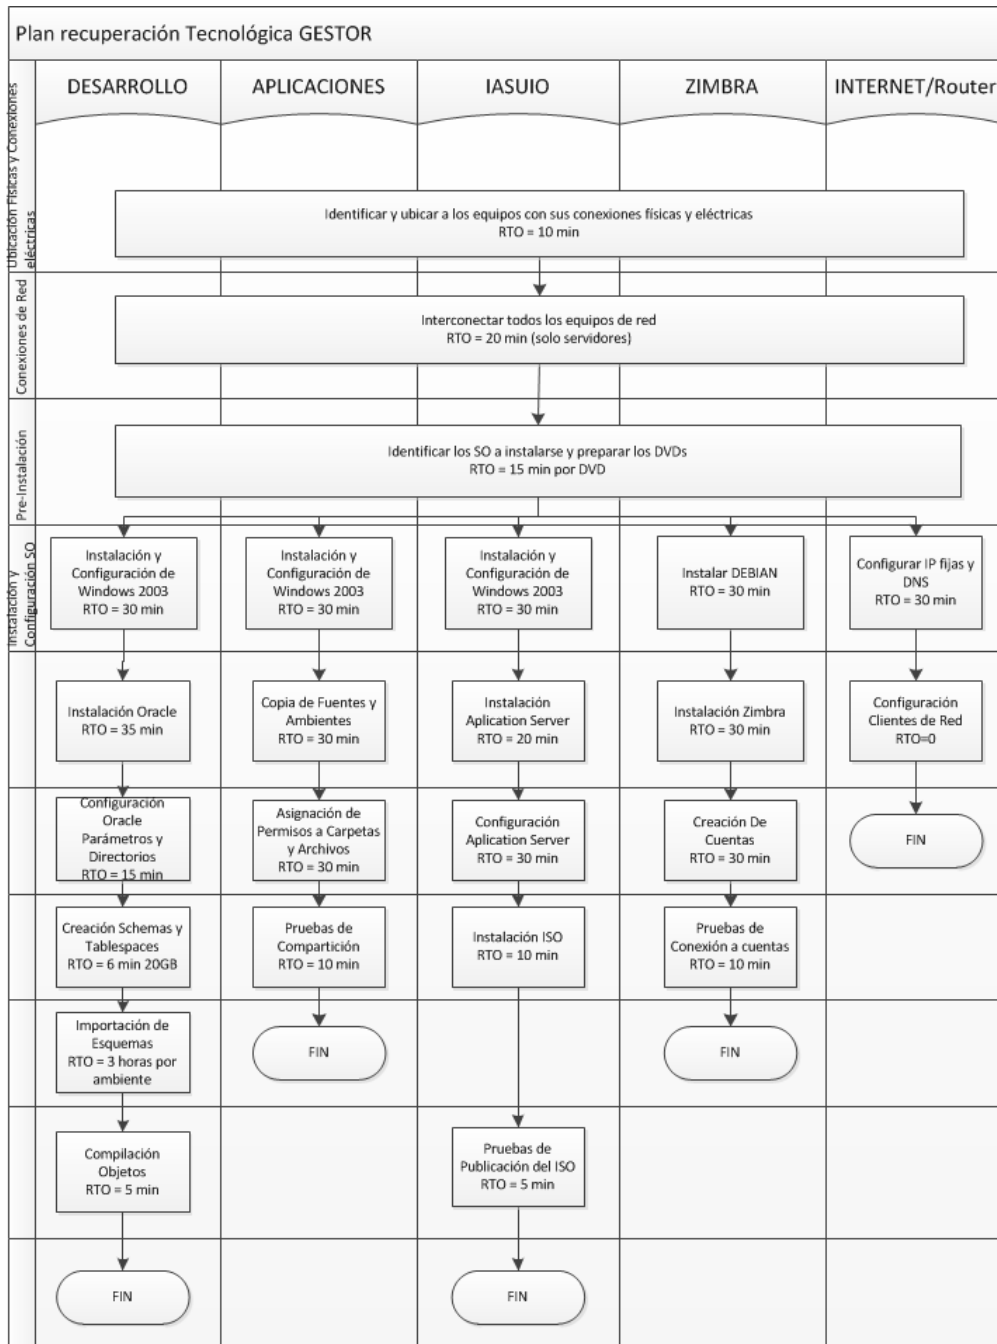 Plan recuperación Tecnológica GESTOR
DESARROLLO
APLICACIONES
IASUIO
ZIMBRA
INTERNET/Router
Ubicación Físicas y Conexiones
eléctricas
Identificar y ubicar a los equipos con sus conexiones físicas y eléctricas
RTO = 10 min
Conexiones de Red
Interconectar todos los equipos de red
RTO = 20 min (solo servidores)
Pre-Instalación
Identificar los SO a instalarse y preparar los DVDs
RTO = 15 min por DVD
Instalación y
Configuración SO
Instalación y
Configuración de
Windows 2003
RTO = 30 min
Instalación y
Configuración de
Windows 2003
RTO = 30 min
Instalación y
Configuración de
Windows 2003
RTO = 30 min
Instalar DEBIAN
RTO = 30 min
Configurar IP fijas y
DNS
RTO = 30 min
Instalación Oracle
RTO = 35 min
Copia de Fuentes y
Ambientes
RTO = 30 min
Instalación
Aplication Server
RTO = 20 min
Instalación Zimbra
RTO = 30 min
Configuración
Clientes de Red
RTO=0
Configuración
Oracle
Parámetros y
Directorios
RTO = 15 min
Asignación de
Permisos a Carpetas
y Archivos
RTO = 30 min
Configuración
Aplication Server
RTO = 30 min
Creación De
Cuentas
RTO = 30 min
FIN
Creación Schemas y
Tablespaces
RTO = 6 min 20GB
Pruebas de
Compartición
RTO = 10 min
Instalación ISO
RTO = 10 min
Pruebas de
Conexión a cuentas
RTO = 10 min
Importación de
Esquemas
RTO = 3 horas por
ambiente
FIN
FIN
Compilación
Objetos
RTO = 5 min
Pruebas de
Publicación del ISO
RTO = 5 min
FIN
FIN